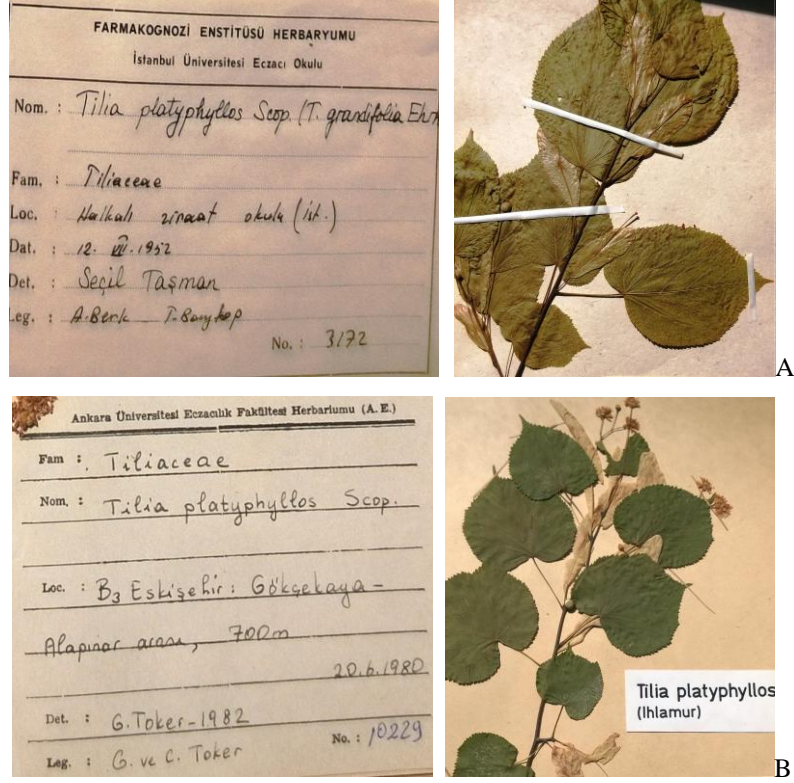 FARMAKOGNOZİ ENSTİTÜSÜ HERBARYUMU
İstanbul Üniversitesi Eczacı Okulu
Nom. : Tilia platyphyllos Scop. (T. grandifolia Ehr
Fam. : Tiliaceae
Loc. : Halkalı ziraat okulu (ist.)
Dat. : 12. VII. 1952
Det. : Seçil Taşman
Leg. : A.Berk
No. : 3172
A
Ankara Üniversitesi Eczacılık Fakültesi Herbariumu (A.E.)
Fam : Tiliaceae
Nom. : Tilia platyphyllos Scop.
Loc. : B3 Eskişehir : Gökçekaya -
Alapınar arası, 700m
20.6.1980
Det. : G.Toker-1982
Leg. : G. ve C. Toker
No. : 10229
Tilia platyphyllos
(Ihlamur)
B